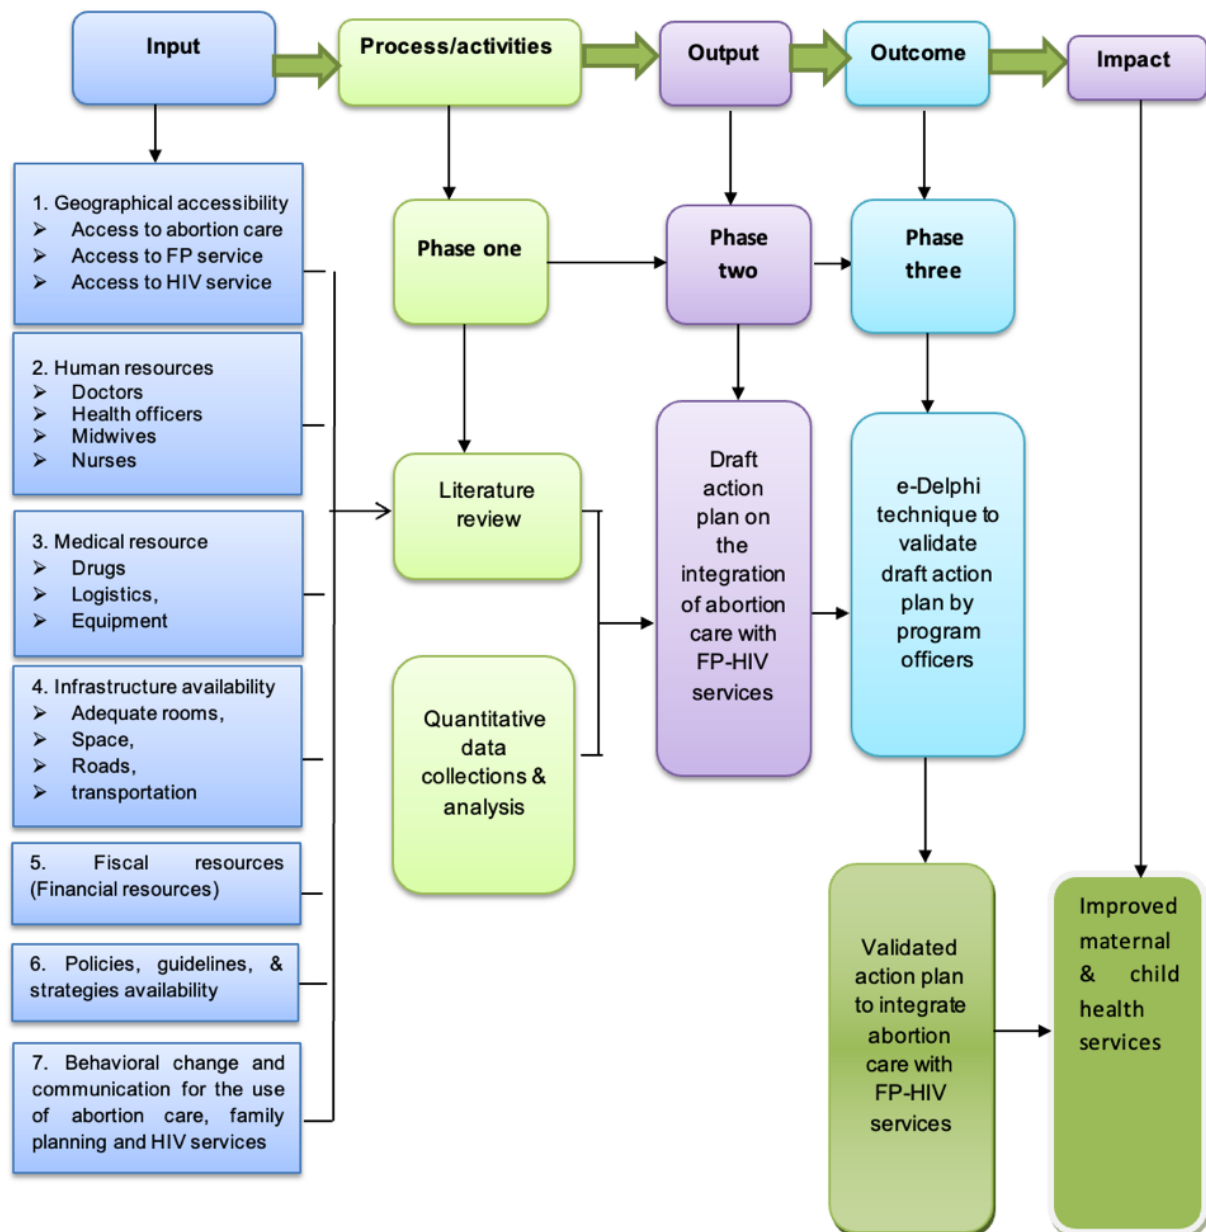 Input
Process/activities
Output
Outcome
Impact
1. Geographical accessibility
➢ Access to abortion care
➢ Access to FP service
➢ Access to HIV service
2. Human resources
➢ Doctors
➢ Health officers
➢ Midwives
➢ Nurses
3. Medical resource
➢ Drugs
➢ Logistics,
➢ Equipment
4. Infrastructure availability
➢ Adequate rooms,
➢ Space,
➢ Roads,
➢ transportation
5. Fiscal resources
(Financial resources)
6. Policies, guidelines, &
strategies availability
7. Behavioral change and
communication for the use
of abortion care, family
planning and HIV services
Phase one
Literature
review
Quantitative
data
collections &
analysis
Phase
two
Draft
action
plan on
the
integration
of abortion
care with
FP-HIV
services
Phase
three
e-Delphi
technique to
validate
draft action
plan by
program
officers
Validated
action plan
to integrate
abortion
care with
FP-HIV
services
Improved
maternal
& child
health
services